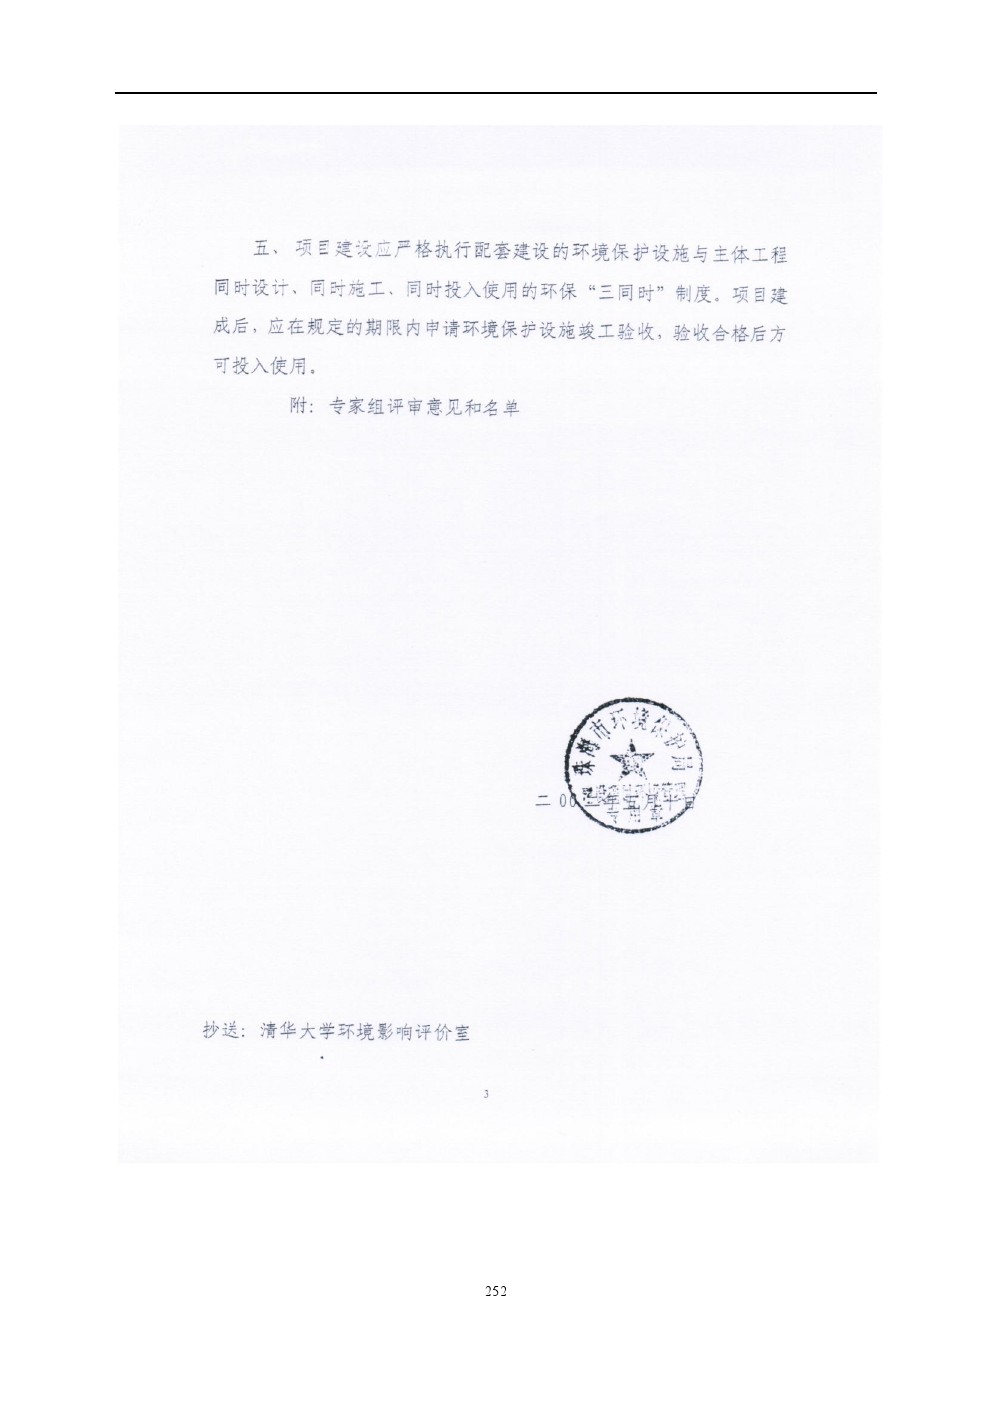 五、项目建设应严格执行配套建设的环境保护设施与主体工程
同时设计、同时施工、同时投入使用的环保“三同时”制度。项目建
成后，应在规定的期限内申请环境保护设施竣工验收，验收合格后方
可投入使用。
附：专家组评审意见和名单
珠海市环境保护局
专用章
二00 年五月十日
抄送：清华大学环境影响评价室
3
252